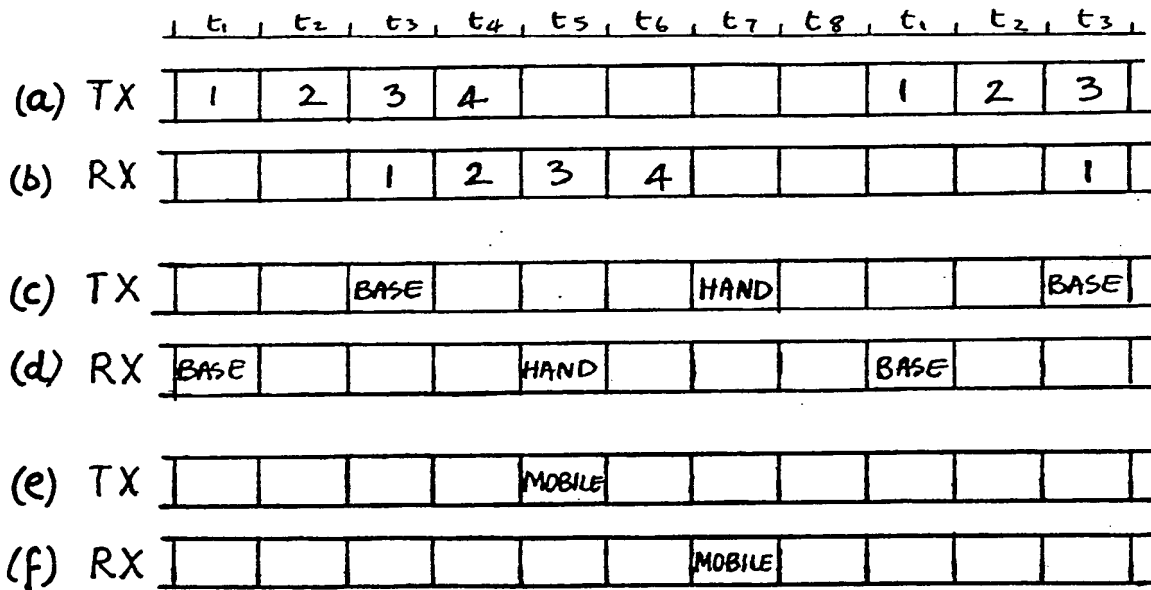 t₁ t₂ t₃ t₄ t₅ t₆ t₇ t₈ t₁ t₂ t₃
(a) TX 1 2 3 4 1 2 3
(b) RX 1 2 3 4 1
(c) TX BASE HAND BASE
(d) RX BASE HAND BASE
(e) TX MOBILE
(f) RX MOBILE